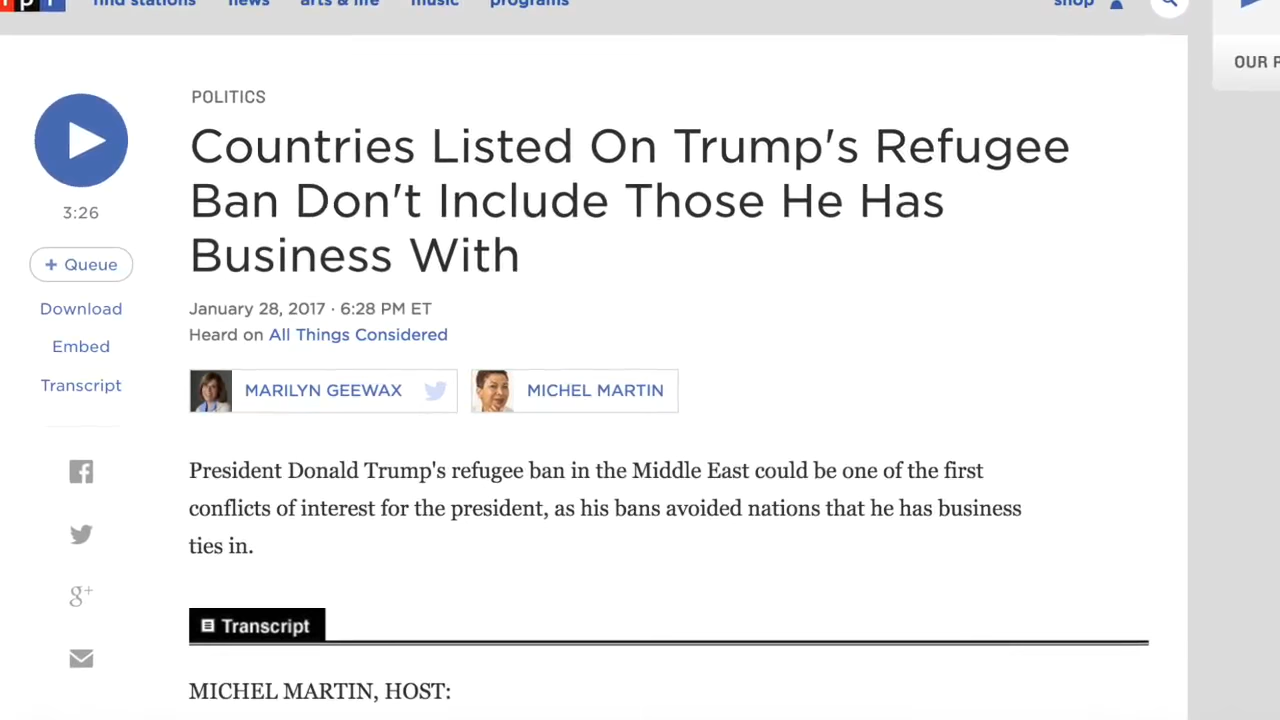 find stations news arts & life music programs shop
OUR
POLITICS
Countries Listed On Trump's Refugee
Ban Don't Include Those He Has
Business With
3:26
+ Queue
Download
Embed
Transcript
January 28, 2017 · 6:28 PM ET
Heard on All Things Considered
MARILYN GEEWAX MICHEL MARTIN
President Donald Trump's refugee ban in the Middle East could be one of the first
conflicts of interest for the president, as his bans avoided nations that he has business
ties in.
g+
Transcript
MICHEL MARTIN, HOST: